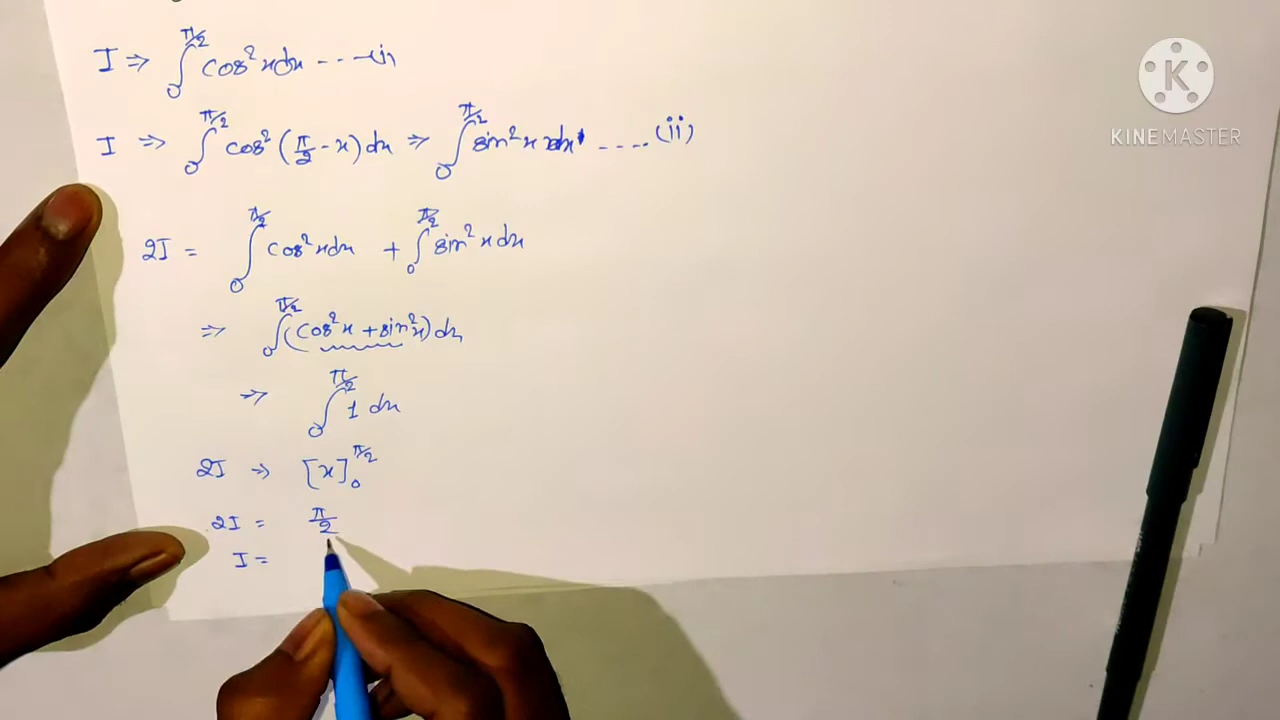 I ⇒ ∫₀^π/2 cos²x dx ---(i)
I ⇒ ∫₀^π/2 cos²(π/2 - x) dx ⇒ ∫₀^π/2 sin²x dx ....(ii)
2I = ∫₀^π/2 cos²x dx + ∫₀^π/2 sin²x dx
⇒ ∫₀^π/2 (cos²x + sin²x) dx
⇒ ∫₀^π/2 1 dx
2I ⇒ [x]₀^π/2
2I = π/2
I =
K
KINEMASTER